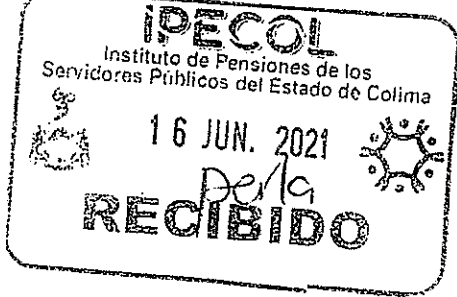 IPECOL
Instituto de Pensiones de los
Servidores Públicos del Estado de Colima
16 JUN. 2021
Perla
RECIBIDO